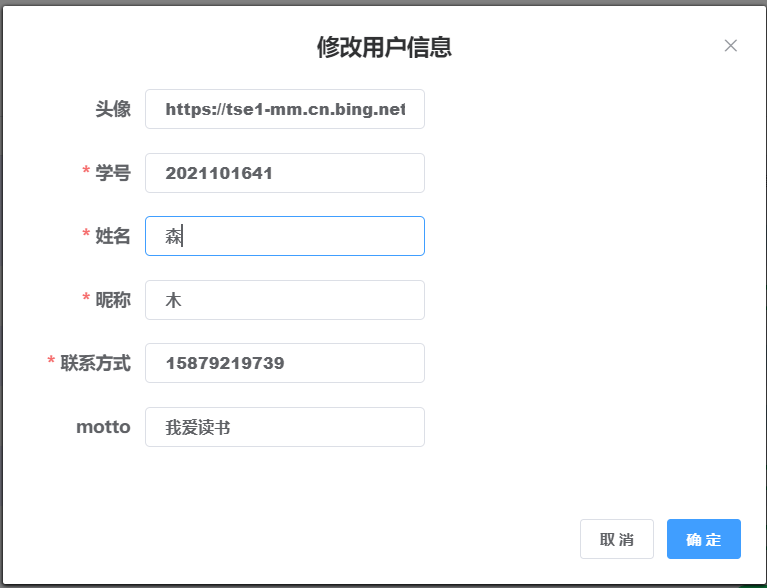 修改用户信息
头像 https://tse1-mm.cn.bing.net
* 学号 2021101641
* 姓名 森
* 昵称 木
* 联系方式 15879219739
motto 我爱读书
取消 确定